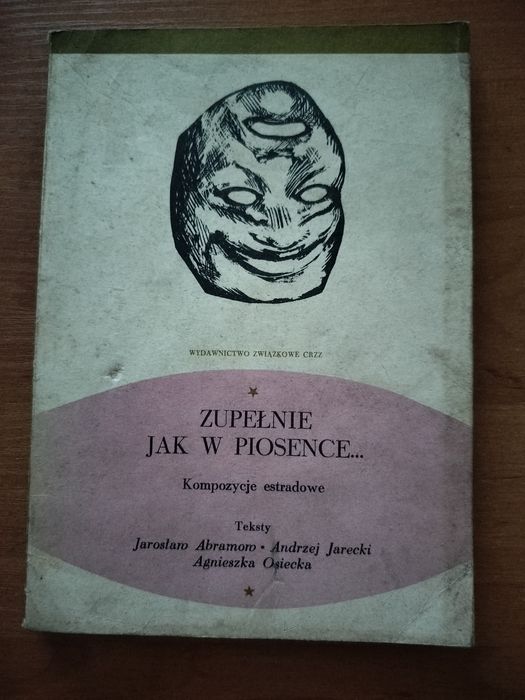 WYDAWNICTWO ZWIĄZKOWE CRZZ
ZUPEŁNIE
JAK W PIOSENCE...
Kompozycje estradowe
Teksty
Jarosław Abramow • Andrzej Jarecki
Agnieszka Osiecka